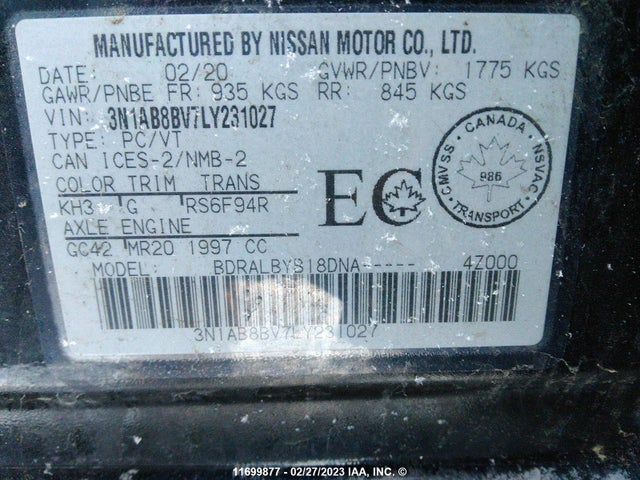 MANUFACTURED BY NISSAN MOTOR CO., LTD.
DATE: 02/20 GVWR/PNBV: 1775 KGS
GAWR/PNBE FR: 935 KGS RR: 845 KGS
VIN: 3N1AB8BV7LY231027
TYPE: PC/VT
CAN ICES-2/NMB-2
COLOR TRIM TRANS
KH3 G RS6F94R
AXLE ENGINE
GG42 MR20 1997 CC
EC
CMVSS · CANADA · NSVAC · TRANSPORT
986
MODEL: BDRALBYB18DNA----- 4Z000
3N1AB8BV7LY231027
11699877 - 02/27/2023 IAA, INC. ©